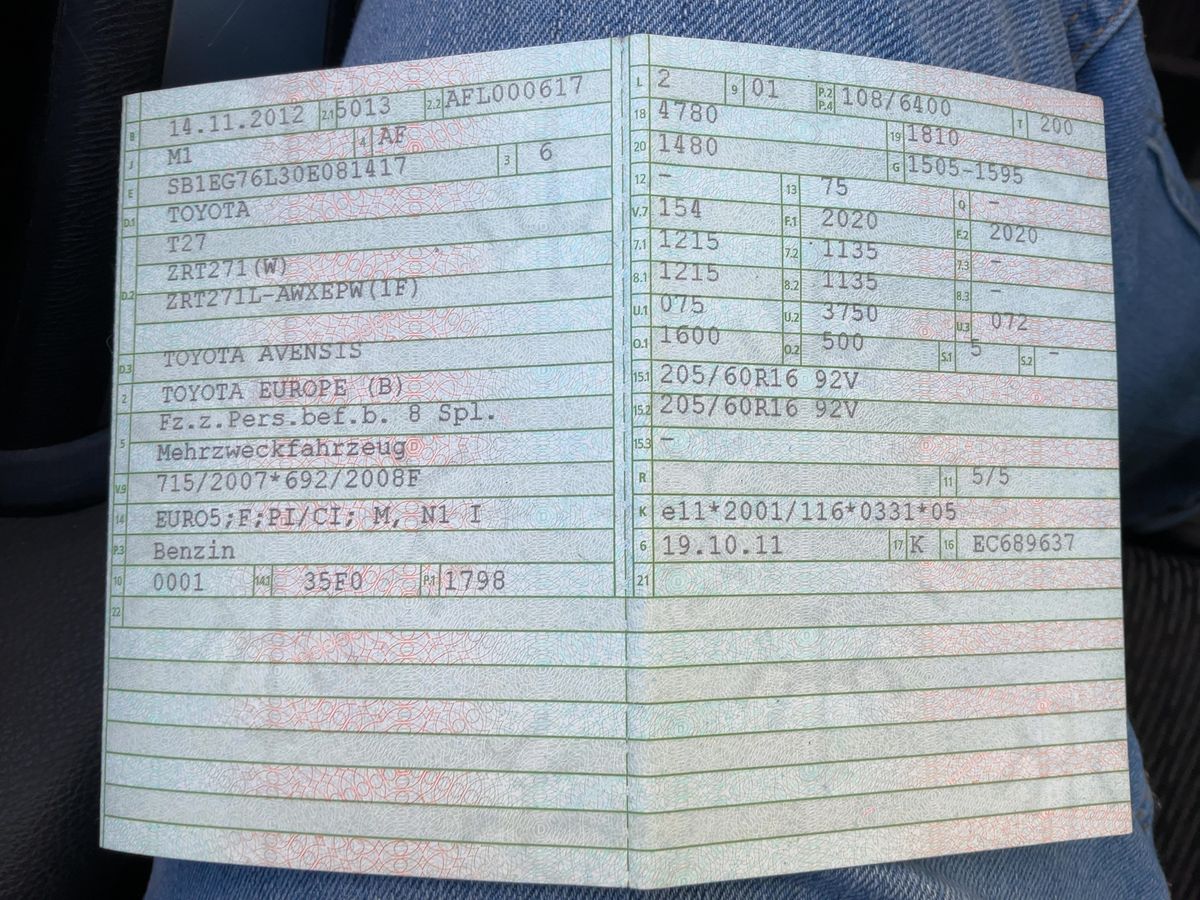 B 14.11.2012 2.1 5013 2.2 AFL000617
J M1 4 AF
E SB1EG76L30E081417 3 6
D.1 TOYOTA
T27
D.2 ZRT271(W)
ZRT271L-AWXEPW(1F)
D.3 TOYOTA AVENSIS
2 TOYOTA EUROPE (B)
Fz.z.Pers.bef.b. 8 Spl.
5 Mehrzweckfahrzeug
V.9 715/2007*692/2008F
14 EURO5;F;PI/CI; M, N1 I
P.3 Benzin
10 0001 14.1 35F0 P.1 1798
22
L 2 9 01 P.2 P.4 108/6400 T 200
18 4780 19 1810
20 1480 G 1505-1595
12 - 13 75 Q -
V.7 154 F.1 2020 F.2 2020
7.1 1215 7.2 1135 7.3 -
8.1 1215 8.2 1135 8.3 -
U.1 075 U.2 3750 U.3 072
O.1 1600 O.2 500 S.1 5 S.2 -
15.1 205/60R16 92V
15.2 205/60R16 92V
15.3 -
R 11 5/5
K e11*2001/116*0331*05
6 19.10.11 17 K 16 EC689637
21